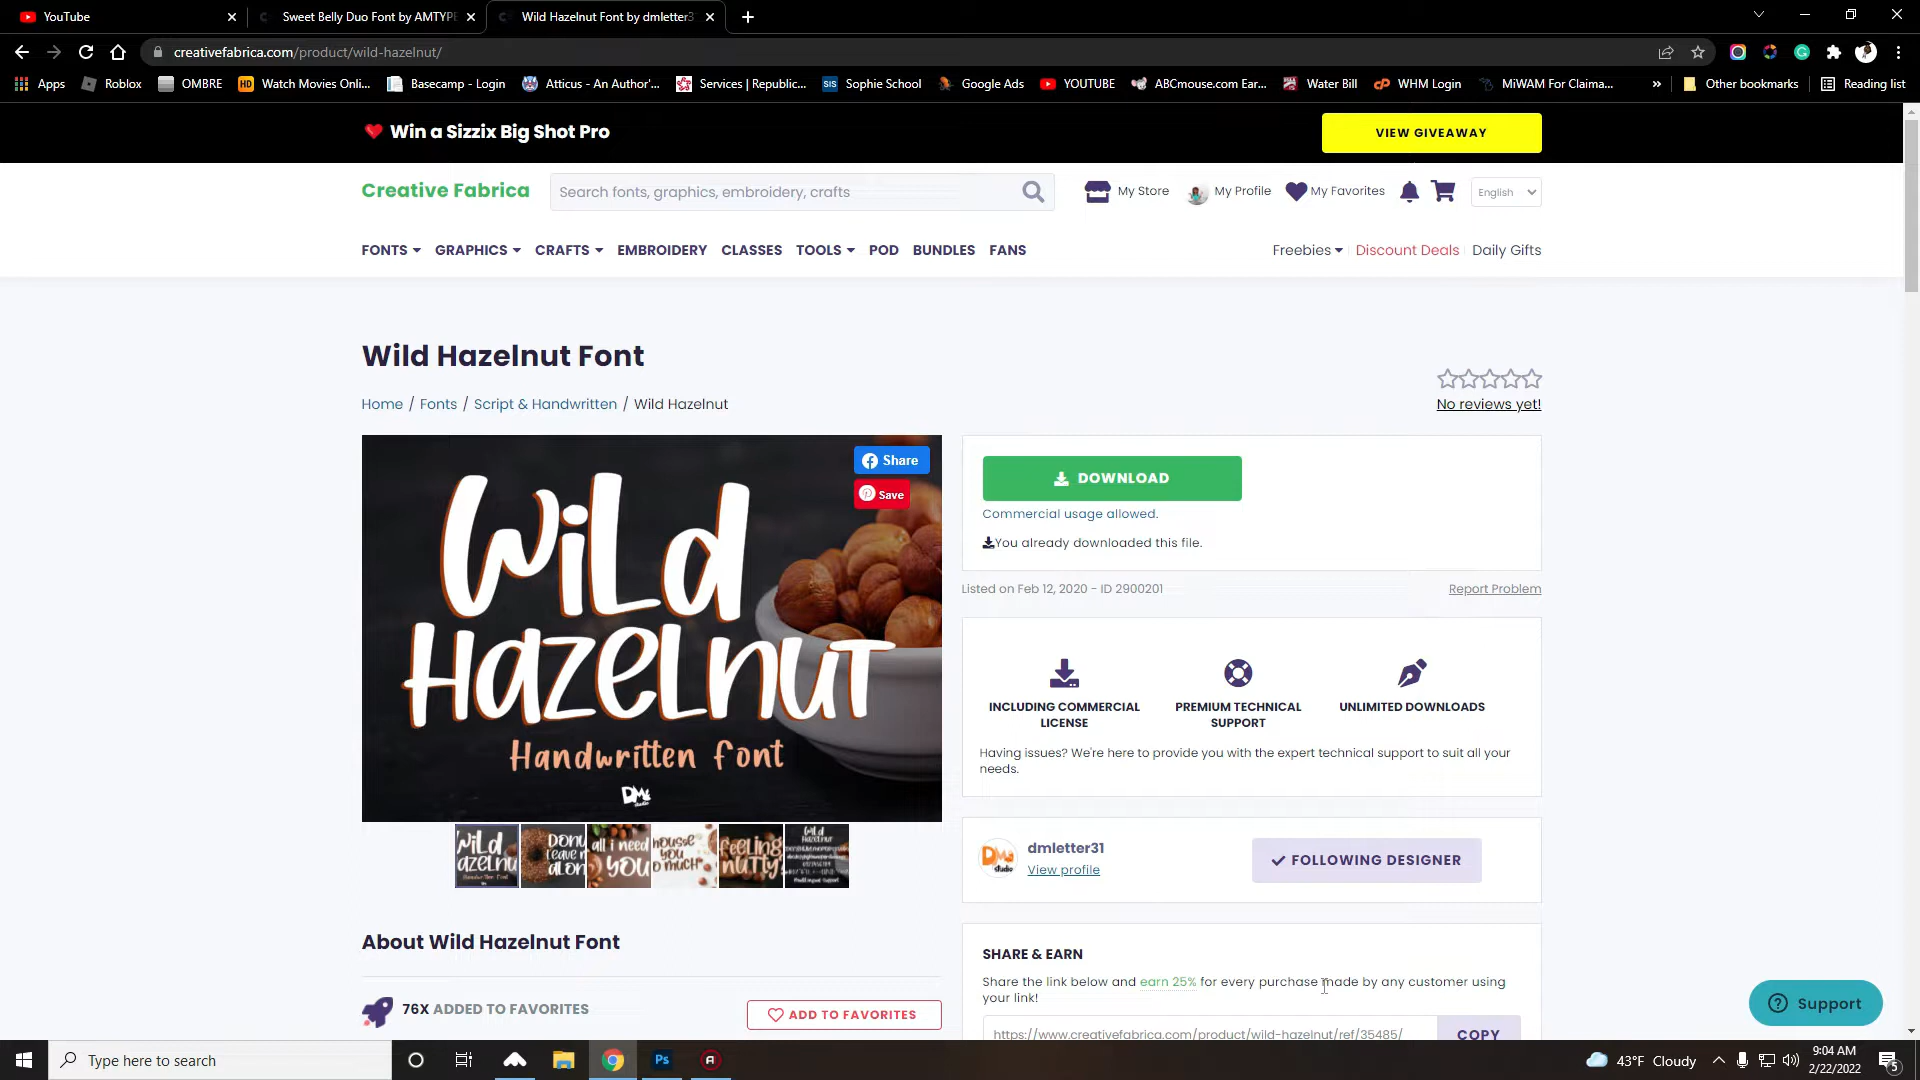 YouTube
Sweet Belly Duo Font by AMTYPE
Wild Hazelnut Font by dmletter3
creativefabrica.com/product/wild-hazelnut/
Apps
Roblox
OMBRE
Watch Movies Onli...
Basecamp - Login
Atticus - An Author'...
Services | Republic...
Sophie School
Google Ads
YOUTUBE
ABCmouse.com Ear...
Water Bill
WHM Login
MiWAM For Claima...
»
Other bookmarks
Reading list
Win a Sizzix Big Shot Pro
VIEW GIVEAWAY
Creative Fabrica
Search fonts, graphics, embroidery, crafts
My Store
My Profile
My Favorites
English
FONTS
GRAPHICS
CRAFTS
EMBROIDERY
CLASSES
TOOLS
POD
BUNDLES
FANS
Freebies
Discount Deals
Daily Gifts
Wild Hazelnut Font
Home / Fonts / Script & Handwritten / Wild Hazelnut
No reviews yet!
Share
Save
Wild
Hazelnut
Handwritten font
DM
studio
DOWNLOAD
Commercial usage allowed.
You already downloaded this file.
Listed on Feb 12, 2020 - ID 2900201
Report Problem
INCLUDING COMMERCIAL
LICENSE
PREMIUM TECHNICAL
SUPPORT
UNLIMITED DOWNLOADS
Having issues? We're here to provide you with the expert technical support to suit all your
needs.
dmletter31
View profile
FOLLOWING DESIGNER
About Wild Hazelnut Font
76X ADDED TO FAVORITES
ADD TO FAVORITES
SHARE & EARN
Share the link below and earn 25% for every purchase made by any customer using
your link!
https://www.creativefabrica.com/product/wild-hazelnut/ref/35485/
COPY
Support
Type here to search
Ps
43°F Cloudy
9:04 AM
2/22/2022
5